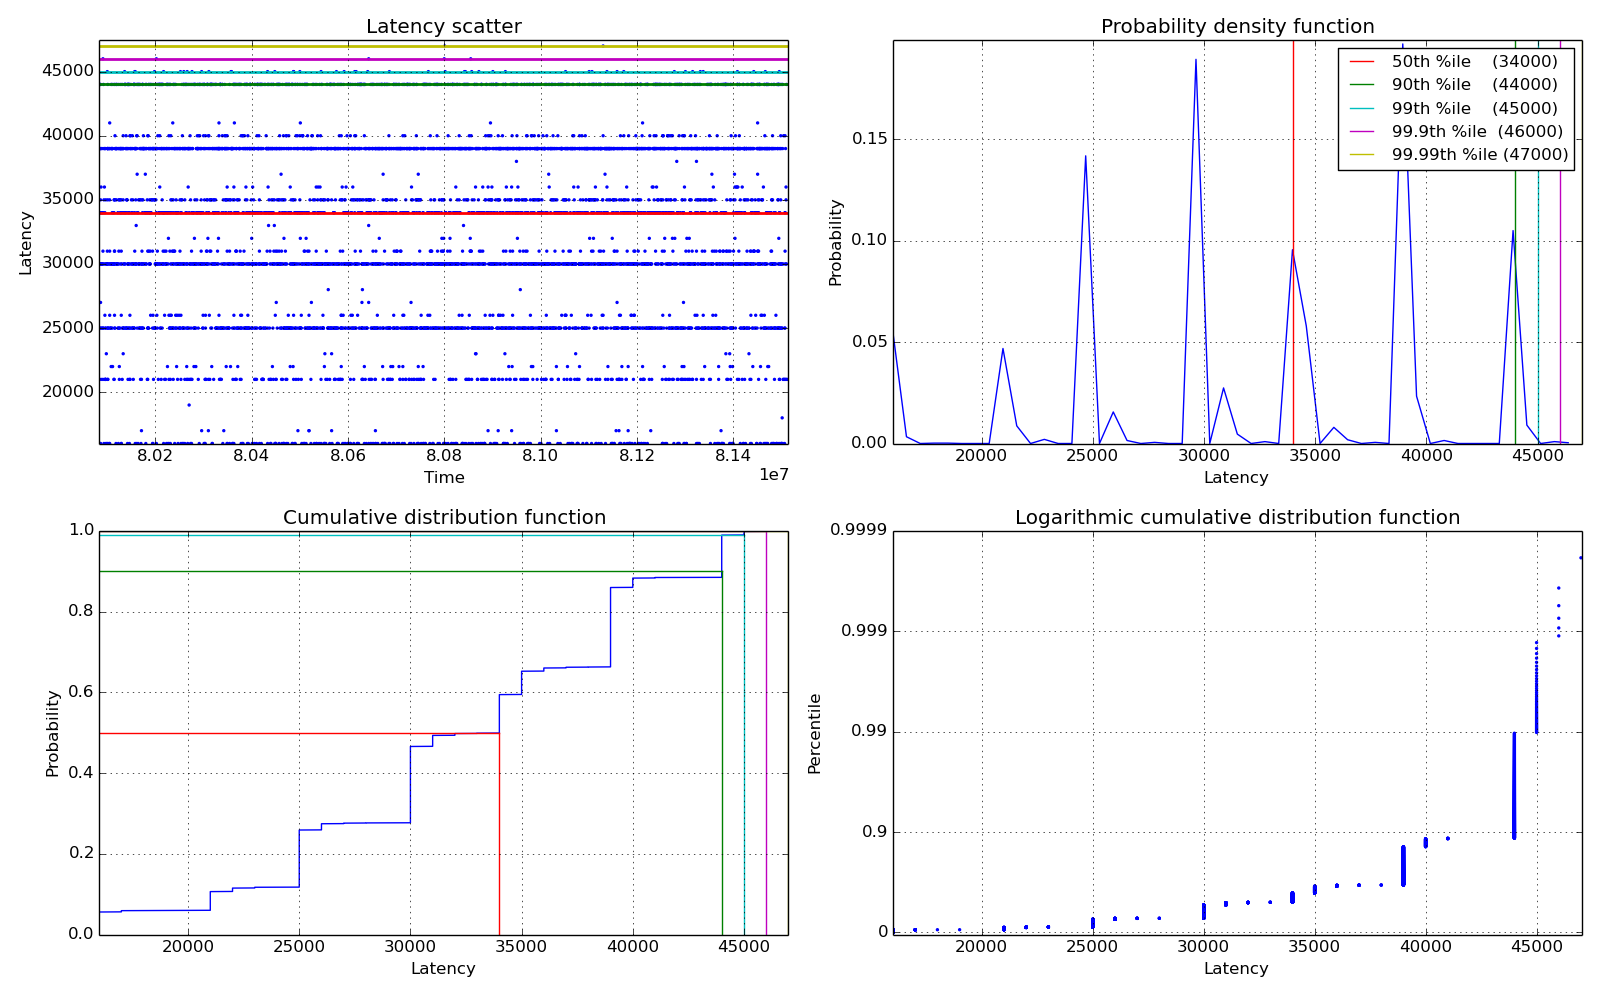 Latency scatter
45000
40000
35000
30000
25000
20000
Latency
8.02 8.04 8.06 8.08 8.10 8.12 8.14
1e7
Time
Probability density function
50th %ile (34000)
90th %ile (44000)
99th %ile (45000)
99.9th %ile (46000)
99.99th %ile (47000)
0.15
0.10
0.05
0.00
Probability
20000 25000 30000 35000 40000 45000
Latency
Cumulative distribution function
1.0
0.8
0.6
0.4
0.2
0.0
Probability
20000 25000 30000 35000 40000 45000
Latency
Logarithmic cumulative distribution function
0.9999
0.999
0.99
0.9
0
Percentile
20000 25000 30000 35000 40000 45000
Latency